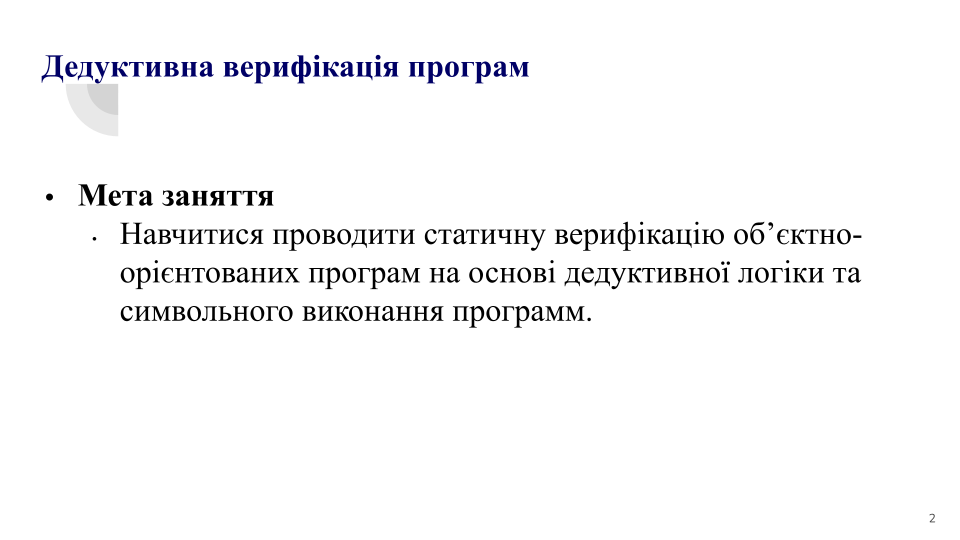 Дедуктивна верифікація програм
• Мета заняття
• Навчитися проводити статичну верифікацію об’єктно-
орієнтованих програм на основі дедуктивної логіки та
символьного виконання программ.
2